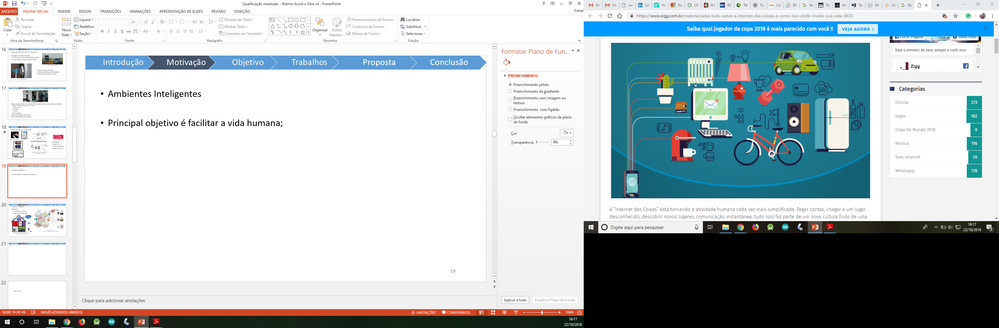 Qualificação mestrado - Walmir Acioli e Silva v4 - PowerPoint
ARQUIVO PÁGINA INICIAL INSERIR DESIGN TRANSIÇÕES ANIMAÇÕES APRESENTAÇÃO DE SLIDES REVISÃO EXIBIÇÃO Entrar
Colar
Recortar
Copiar
Pincel de Formatação
Área de Transferência
Novo
Slide
Layout
Redefinir
Seção
Slides
24
Fonte
Direção do Texto
Alinhar Texto
Converter em SmartArt
Parágrafo
Organizar
Estilos
Rápidos
Preenchimento da Forma
Contorno da Forma
Efeitos de Forma
Desenho
Localizar
Substituir
Selecionar
Edição
16
17
18
19
20
21
22
Introdução Motivação Objetivo Trabalhos Proposta Conclusão
• Ambientes Inteligentes
• Principal objetivo é facilitar a vida humana;
19
Clique para adicionar anotações
Formatar Plano de Fun...
PREENCHIMENTO
Preenchimento sólido
Preenchimento de gradiente
Preenchimento com imagem ou
textura
Preenchimento com Padrão
Ocultar elementos gráficos de plano
de fundo
Cor
Transparência 0%
Aplicar a tudo Redefinir Plano de Fundo
SLIDE 19 DE 49 INGLÊS (ESTADOS UNIDOS) ANOTAÇÕES COMENTÁRIOS 104%
16:17
22/10/2018
https://www.zigg.com.br/materia/saiba-tudo-sobre-a-internet-das-coisas-e-como-isso-pode-mudar-sua-vida-5833
Saiba qual jogador da copa 2018 é mais parecido com você !! VEJA AGORA
Curtir Página Saiba mais
Seja o primeiro de seus amigos a curtir isso.
Zigg
Categorias
Celular 273
Jogos 182
Copa Do Mundo 2018 0
Música 116
Sem Internet 20
Whatsapp 178
A “Internet das Coisas” está tornando a atividade humana cada vez mais simplificada. Pagar contas, chegar a um lugar
desconhecido, descobrir novos lugares, comunicação instantânea, tudo isso faz parte de um nova cultura fruto de uma
Digite aqui para pesquisar
16:17
22/10/2018
2